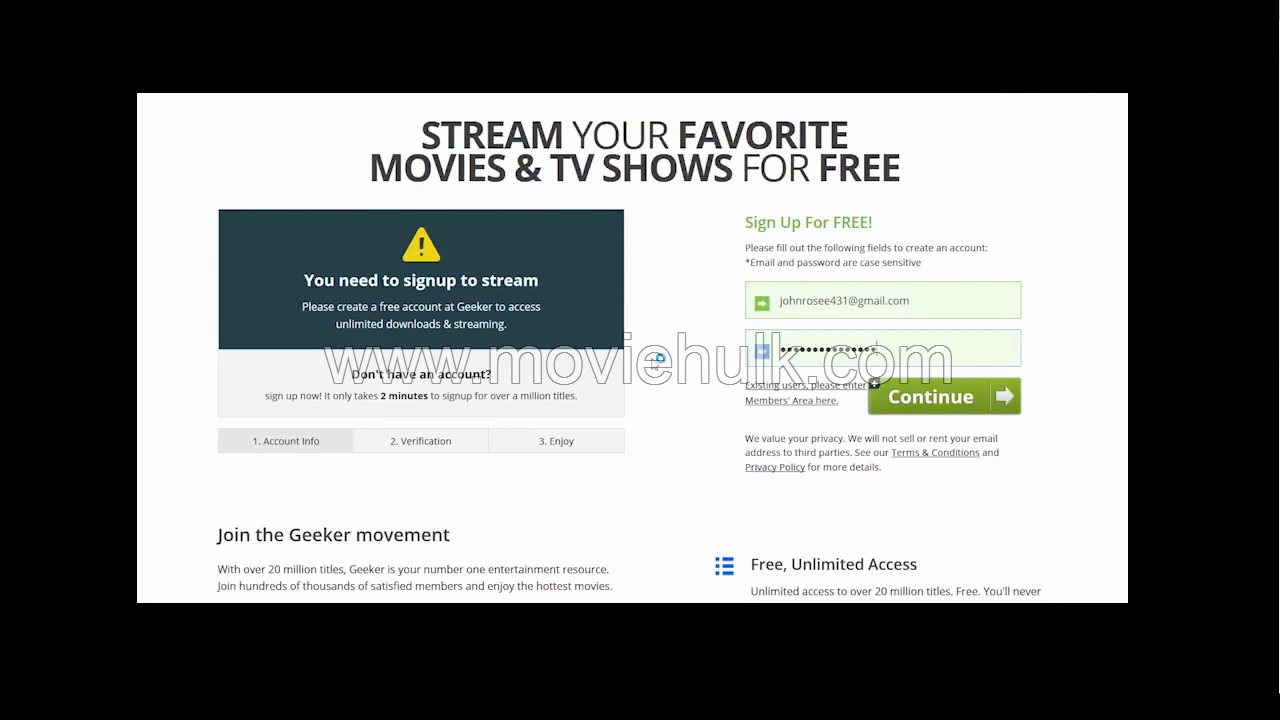 STREAM YOUR FAVORITE
MOVIES & TV SHOWS FOR FREE
You need to signup to stream
Please create a free account at Geeker to access
unlimited downloads & streaming.
Don't have an account?
sign up now! It only takes 2 minutes to signup for over a million titles.
1. Account Info
2. Verification
3. Enjoy
Sign Up For FREE!
Please fill out the following fields to create an account:
*Email and password are case sensitive
johnrosee431@gmail.com
Existing users, please enter
Members' Area here.
Continue
We value your privacy. We will not sell or rent your email
address to third parties. See our Terms & Conditions and
Privacy Policy for more details.
www.moviehulk.com
Join the Geeker movement
With over 20 million titles, Geeker is your number one entertainment resource.
Join hundreds of thousands of satisfied members and enjoy the hottest movies.
Free, Unlimited Access
Unlimited access to over 20 million titles. Free. You'll never